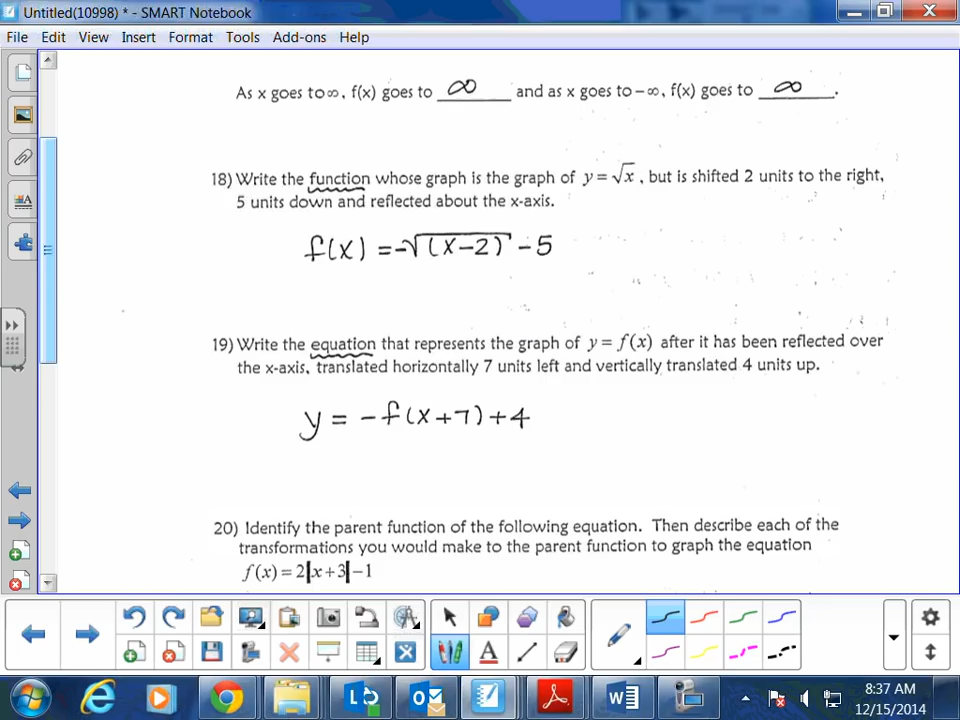 Untitled(10998) * - SMART Notebook
File Edit View Insert Format Tools Add-ons Help
As x goes to ∞, f(x) goes to ∞ and as x goes to −∞, f(x) goes to ∞.
18) Write the function whose graph is the graph of y = √x, but is shifted 2 units to the right,
5 units down and reflected about the x-axis.
f(x) = -√(x-2) - 5
19) Write the equation that represents the graph of y = f(x) after it has been reflected over
the x-axis, translated horizontally 7 units left and vertically translated 4 units up.
y = -f(x+7)+4
20) Identify the parent function of the following equation. Then describe each of the
transformations you would make to the parent function to graph the equation
f(x) = 2|x+3|-1
8:37 AM
12/15/2014